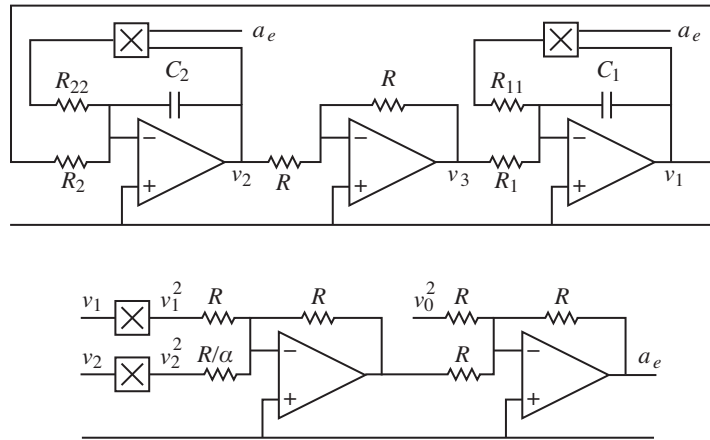 a_e a_e
R_22 C_2 R R_11 C_1
R_2 v_2 R v_3 R_1 v_1
− − −
+ + +
v_1 v_1^2 R R v_0^2 R R
v_2 v_2^2 R/α R a_e
− −
+ +